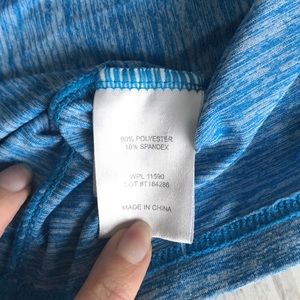 90% POLYESTER
10% SPANDEX
WPL 11590
LOT #T184286
MADE IN CHINA